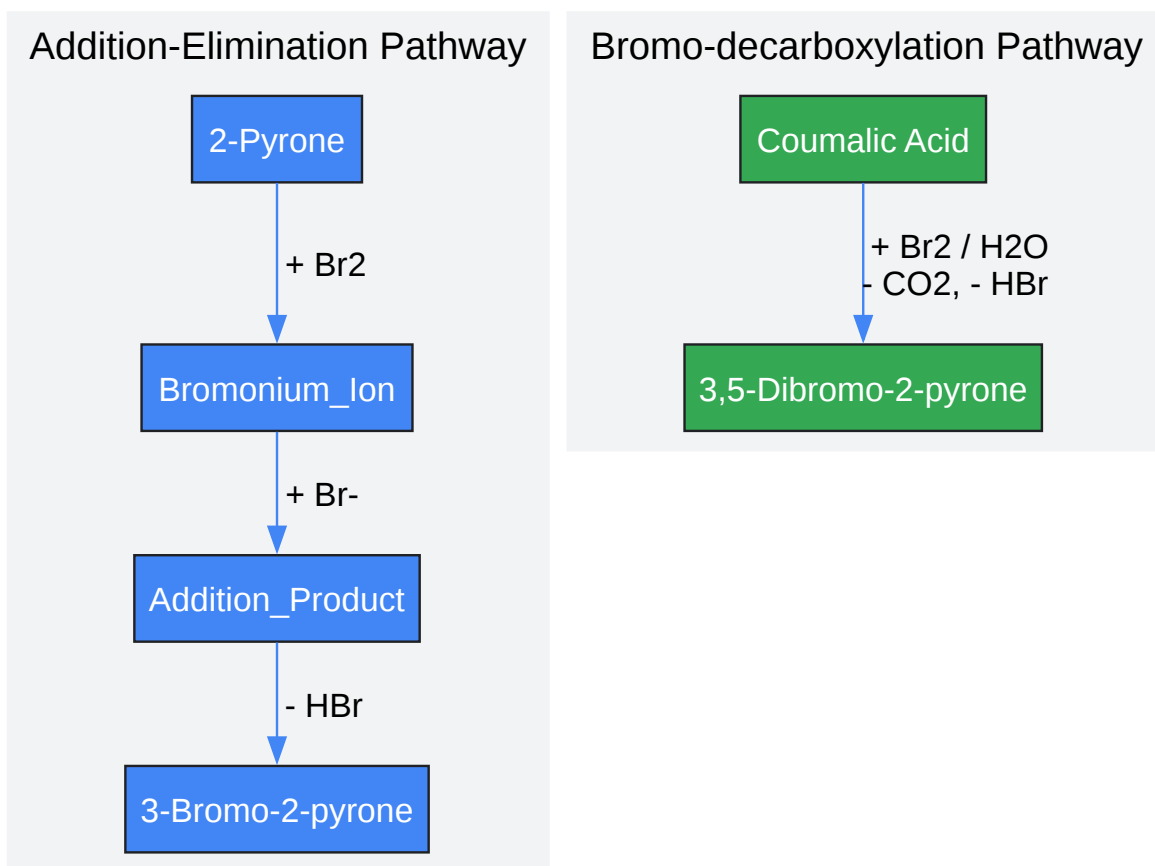 Addition-Elimination Pathway
2-Pyrone
+ Br2
Bromonium_Ion
+ Br-
Addition_Product
- HBr
3-Bromo-2-pyrone
Bromo-decarboxylation Pathway
Coumalic Acid
+ Br2 / H2O
- CO2, - HBr
3,5-Dibromo-2-pyrone